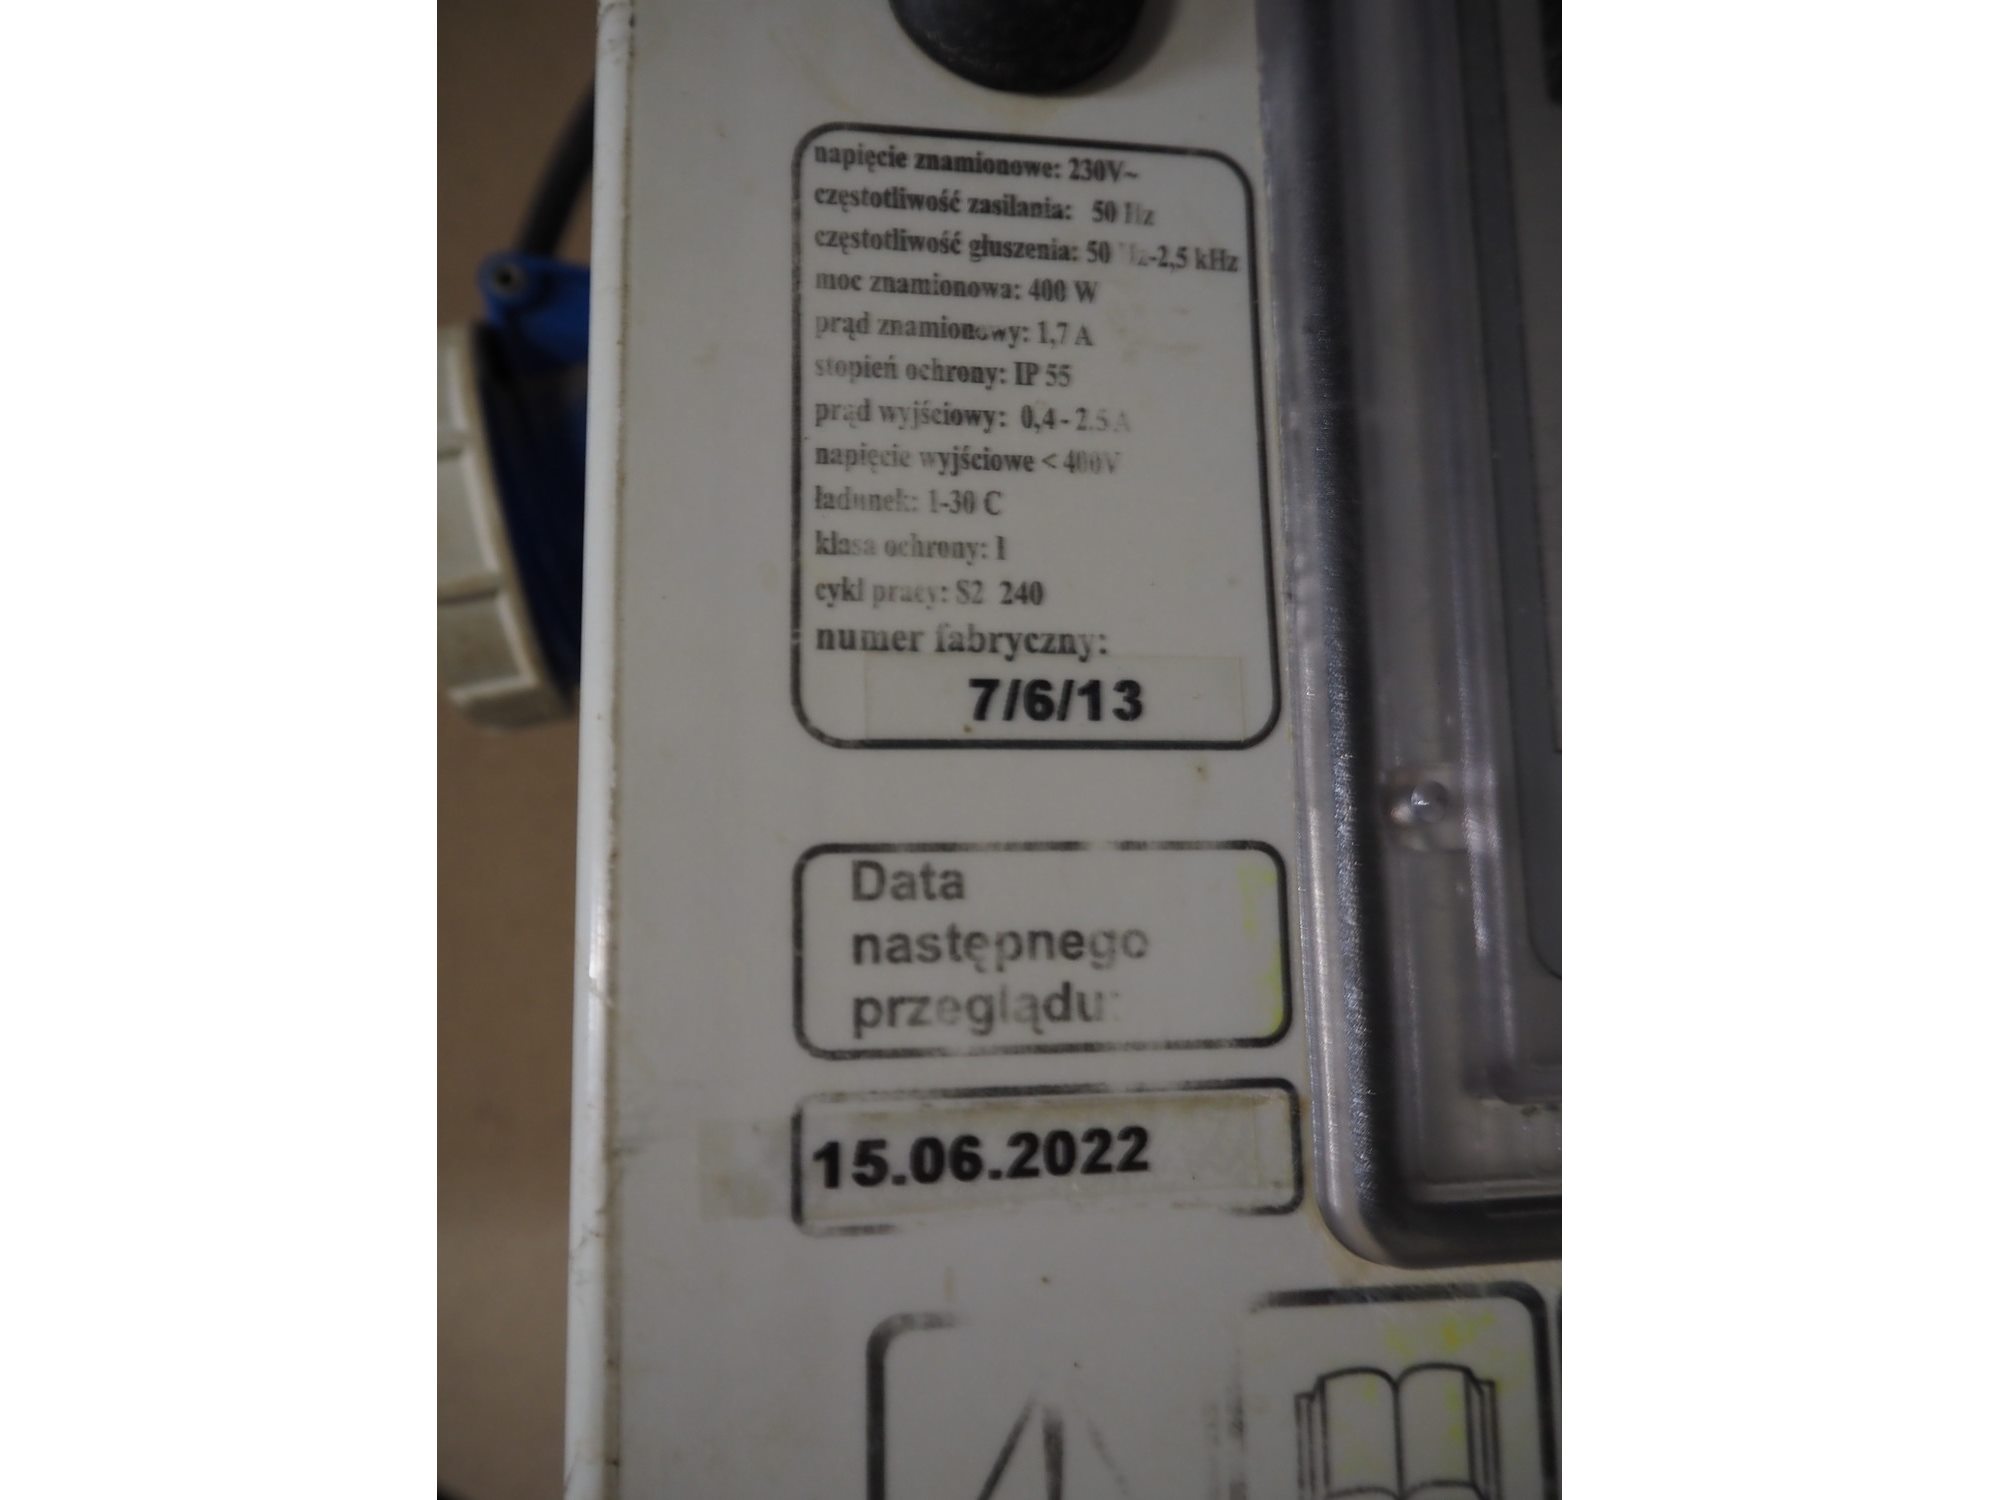 napięcie znamionowe: 230V~
częstotliwość zasilania: 50 Hz
częstotliwość głuszenia: 50 Hz-2,5 kHz
moc znamionowa: 400 W
prąd znamionowy: 1,7 A
stopień ochrony: IP 55
prąd wyjściowy: 0,4 - 2.5 A
napięcie wyjściowe < 400V
ładunek: 1-30 C
klasa ochrony: I
cykl pracy: S2 240
numer fabryczny:
7/6/13
Data
następnego
przeglądu:
15.06.2022